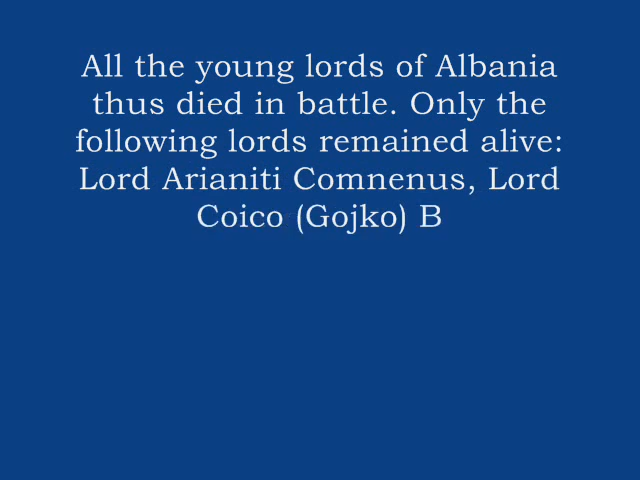 All the young lords of Albania
thus died in battle. Only the
following lords remained alive:
Lord Arianiti Comnenus, Lord
Coico (Gojko) B